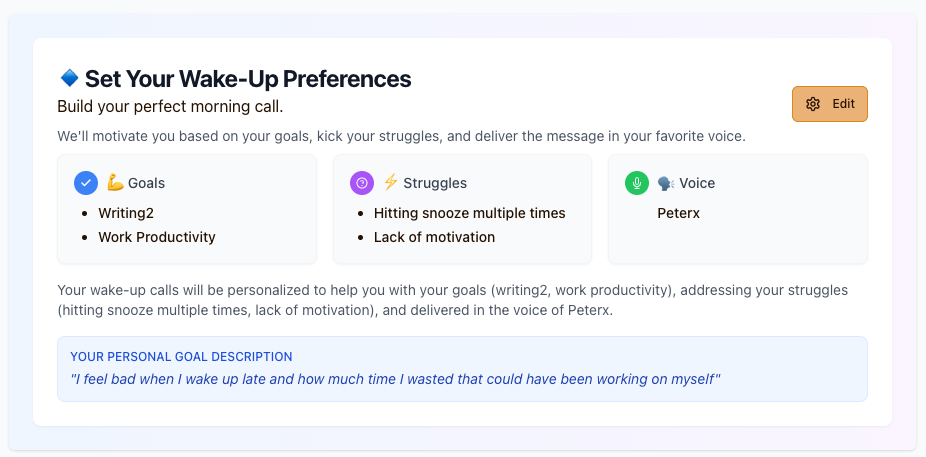 Set Your Wake-Up Preferences
Build your perfect morning call.
Edit
We'll motivate you based on your goals, kick your struggles, and deliver the message in your favorite voice.
💪 Goals
• Writing2
• Work Productivity
⚡ Struggles
• Hitting snooze multiple times
• Lack of motivation
🗣️ Voice
Peterx
Your wake-up calls will be personalized to help you with your goals (writing2, work productivity), addressing your struggles
(hitting snooze multiple times, lack of motivation), and delivered in the voice of Peterx.
YOUR PERSONAL GOAL DESCRIPTION
"I feel bad when I wake up late and how much time I wasted that could have been working on myself"